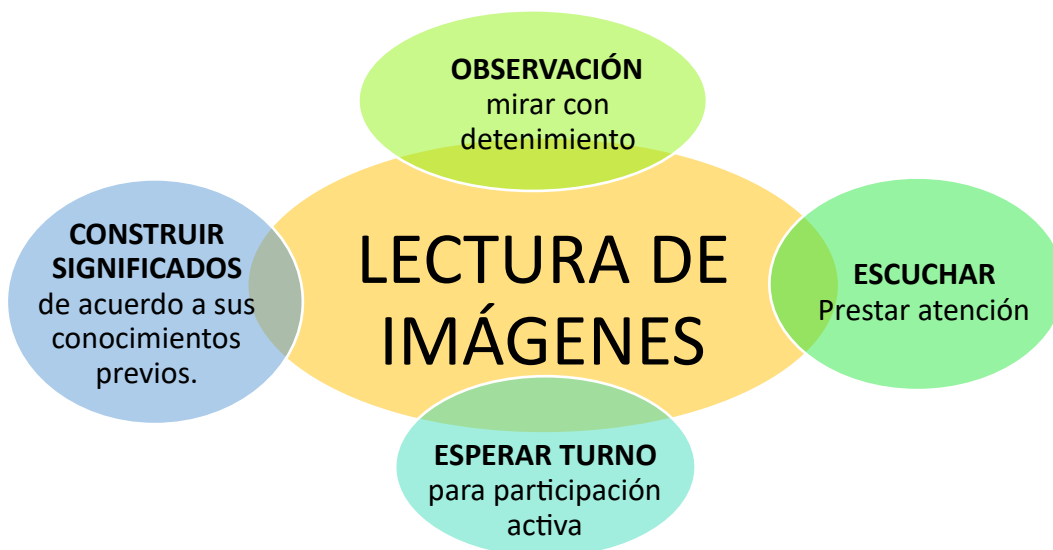 OBSERVACIÓN
mirar con
detenimiento
CONSTRUIR
SIGNIFICADOS
de acuerdo a sus
conocimientos
previos.
LECTURA DE
IMÁGENES
ESCUCHAR
Prestar atención
ESPERAR TURNO
para participación
activa